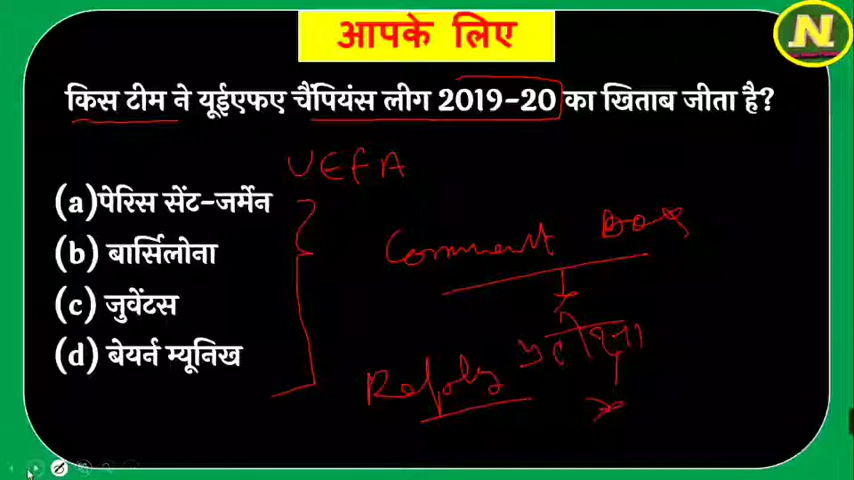 आपके लिए
N
किस टीम ने यूईएफए चैंपियंस लीग 2019-20 का खिताब जीता है?
UEFA
(a)पेरिस सेंट-जर्मेन
(b) बार्सिलोना
(c) जुवेंटस
(d) बेयर्न म्यूनिख
Comment Box
Reply